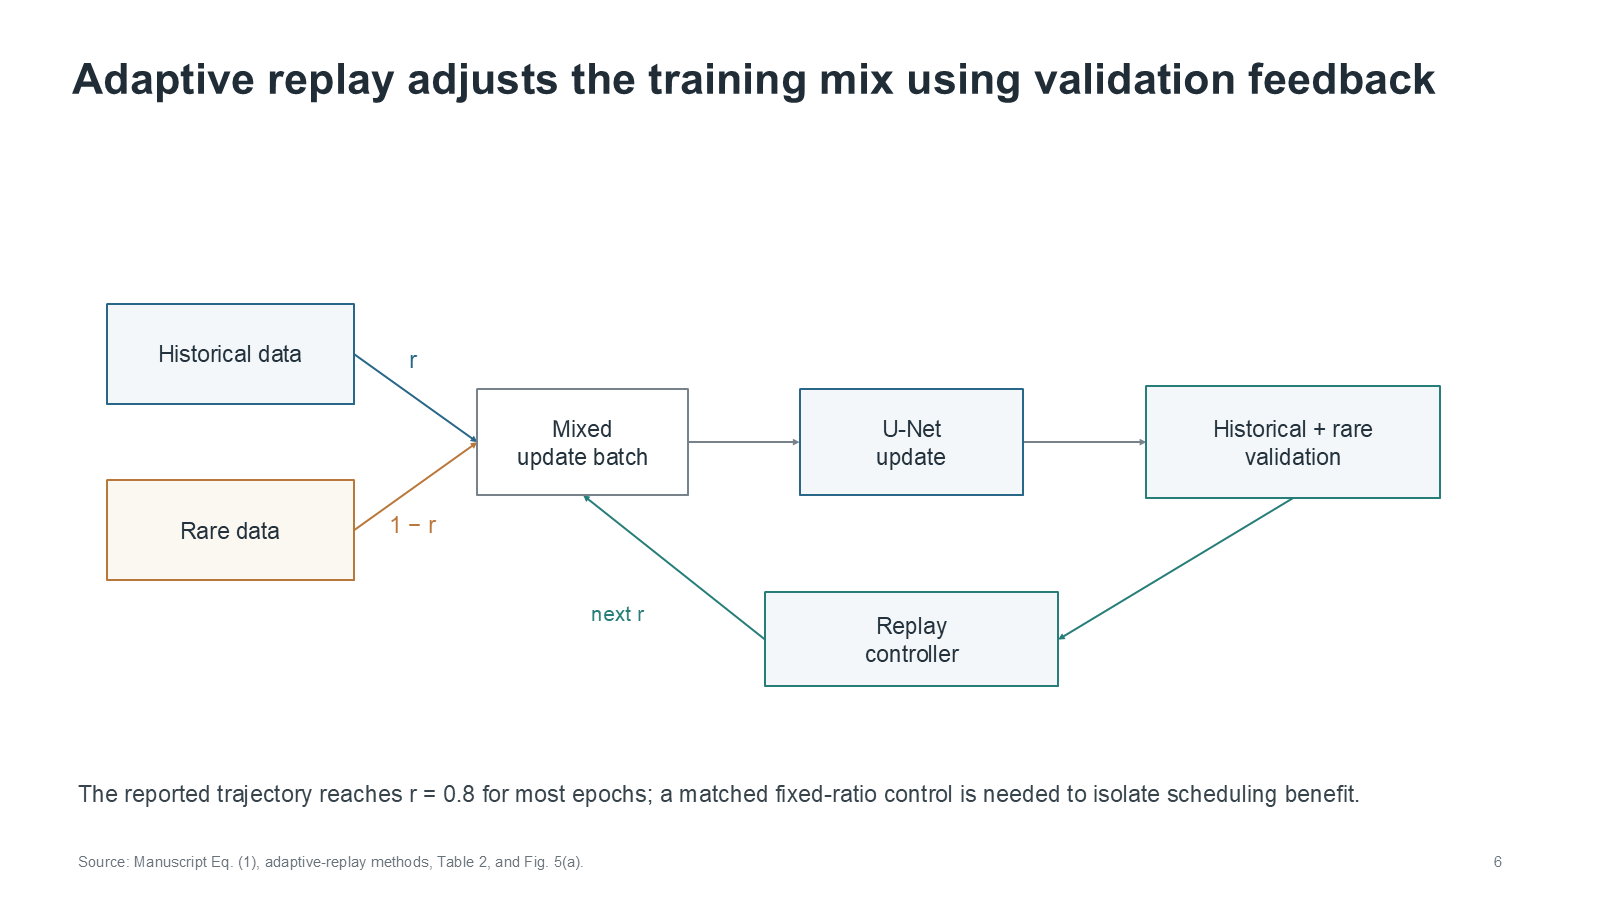 Adaptive replay adjusts the training mix using validation feedback
Historical data
r
Rare data
1 − r
Mixed
update batch
U-Net
update
Historical + rare
validation
next r
Replay
controller
The reported trajectory reaches r = 0.8 for most epochs; a matched fixed-ratio control is needed to isolate scheduling benefit.
Source: Manuscript Eq. (1), adaptive-replay methods, Table 2, and Fig. 5(a).
6